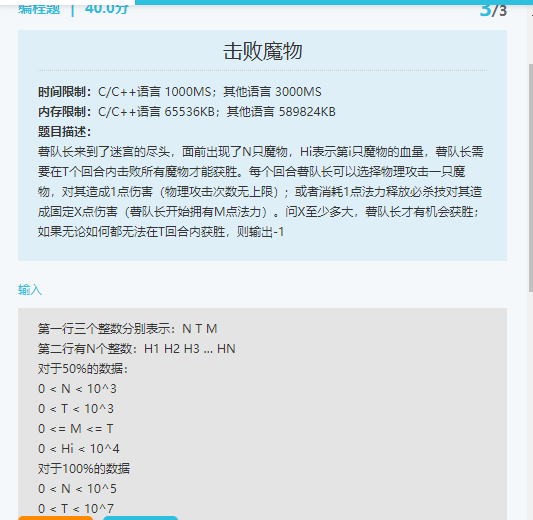 编程题 | 40.0分
3/3
击败魔物
时间限制：C/C++语言 1000MS；其他语言 3000MS
内存限制：C/C++语言 65536KB；其他语言 589824KB
题目描述：
替队长来到了迷宫的尽头，面前出现了N只魔物，Hi表示第i只魔物的血量，替队长需
要在T个回合内击败所有魔物才能获胜。每个回合替队长可以选择物理攻击一只魔
物，对其造成1点伤害（物理攻击次数无上限）；或者消耗1点法力释放必杀技对其造
成固定X点伤害（替队长开始拥有M点法力）。问X至少多大，替队长才有机会获胜；
如果无论如何都无法在T回合内获胜，则输出-1
输入
第一行三个整数分别表示：N T M
第二行有N个整数：H1 H2 H3 ... HN
对于50%的数据：
0 < N < 10^3
0 < T < 10^3
0 <= M <= T
0 < Hi < 10^4
对于100%的数据
0 < N < 10^5
0 < T < 10^7